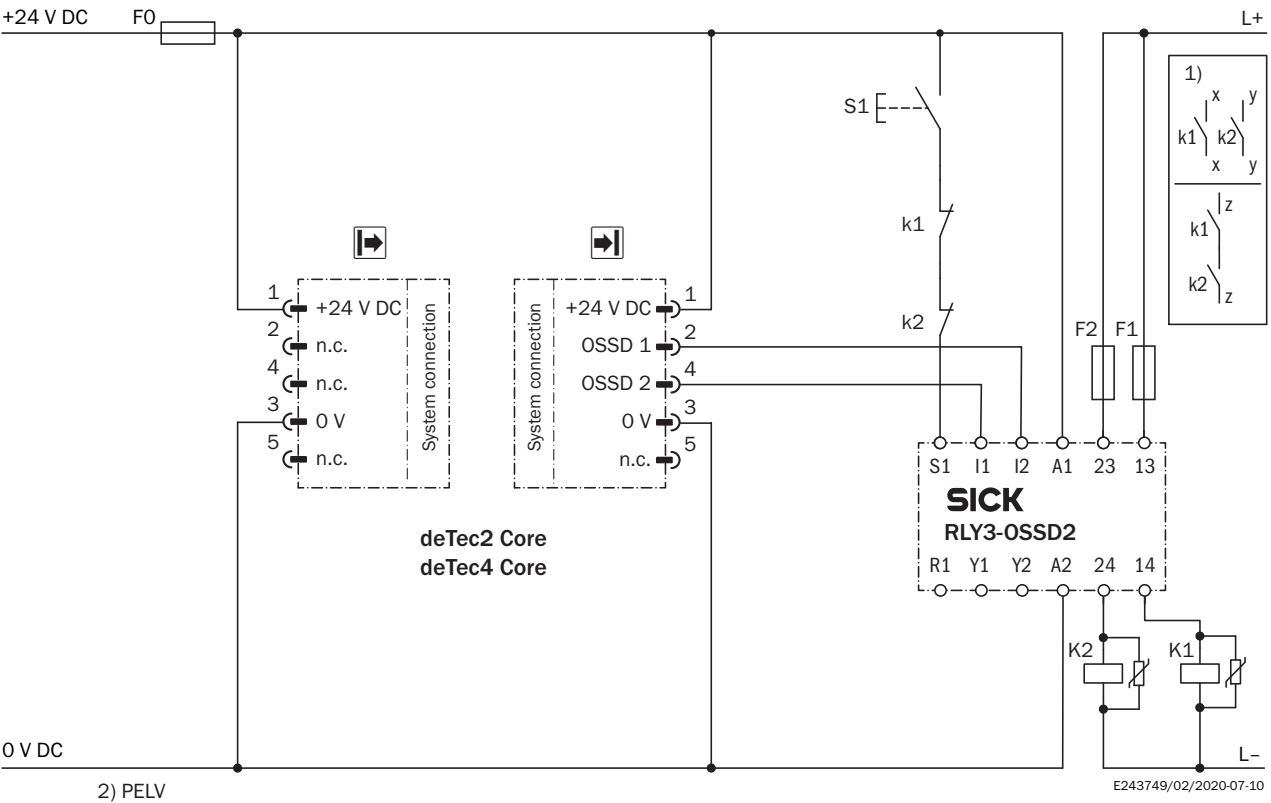 +24 V DC
F0
L+
1)
x
y
k1
k2
x
y
z
k1
k2
z
S1
k1
k2
1
+24 V DC
2
n.c.
4
n.c.
3
0 V
5
n.c.
System connection
System connection
+24 V DC
1
OSSD 1
2
OSSD 2
4
0 V
3
n.c.
5
F2
F1
deTec2 Core
deTec4 Core
S1 I1 I2 A1 23 13
SICK
RLY3-OSSD2
R1 Y1 Y2 A2 24 14
K2
K1
0 V DC
L–
2) PELV
E243749/02/2020-07-10